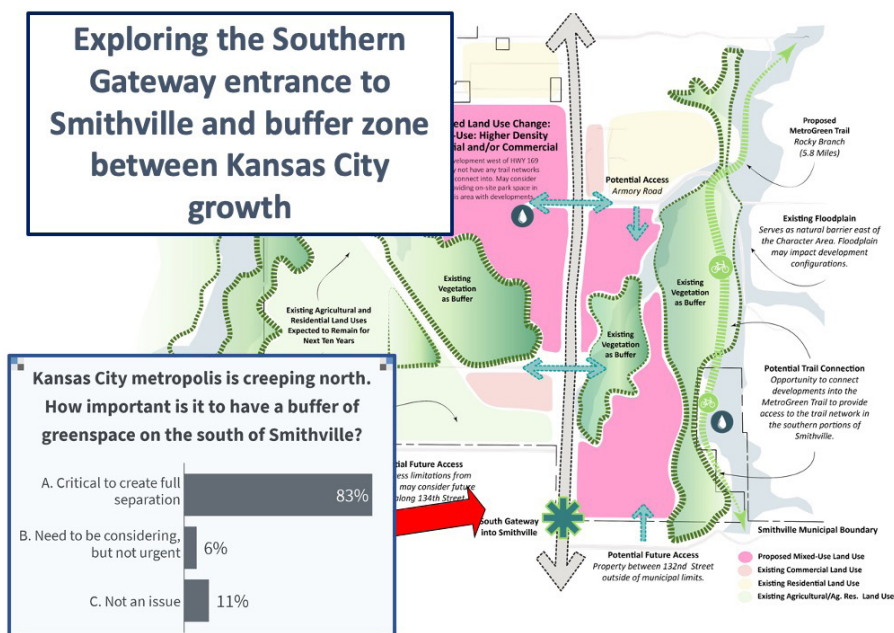 Exploring the Southern
Gateway entrance to
Smithville and buffer zone
between Kansas City
growth
ed Land Use Change:
-Use: Higher Density
ial and/or Commercial
evelopment west of HWY 169
y not have any trail networks
connect into. May consider
oviding on-site park space in
is area with developments.
Potential Access
Armory Road
Proposed
MetroGreen Trail
Rocky Branch
(5.8 Miles)
Existing Floodplain
Serves as natural barrier east of
the Character Area. Floodplain
may impact development
configurations.
Existing
Vegetation
as Buffer
Existing
Vegetation
as Buffer
Existing
Vegetation
as Buffer
Existing Agricultural and
Residential Land Uses
Expected to Remain for
Next Ten Years
Potential Trail Connection
Opportunity to connect
developments into the
MetroGreen Trail to provide
access to the trail network in
the southern portions of
Smithville.
Kansas City metropolis is creeping north.
How important is it to have a buffer of
greenspace on the south of Smithville?
A. Critical to create full
separation
83%
B. Need to be considering,
but not urgent
6%
C. Not an issue
11%
tial Future Access
ess limitations from
may consider future
along 134th Street
South Gateway
into Smithville
Potential Future Access
Property between 132nd Street
outside of municipal limits.
Smithville Municipal Boundary
Proposed Mixed-Use Land Use
Existing Commercial Land Use
Existing Residential Land Use
Existing Agricultural/Ag. Res. Land Use